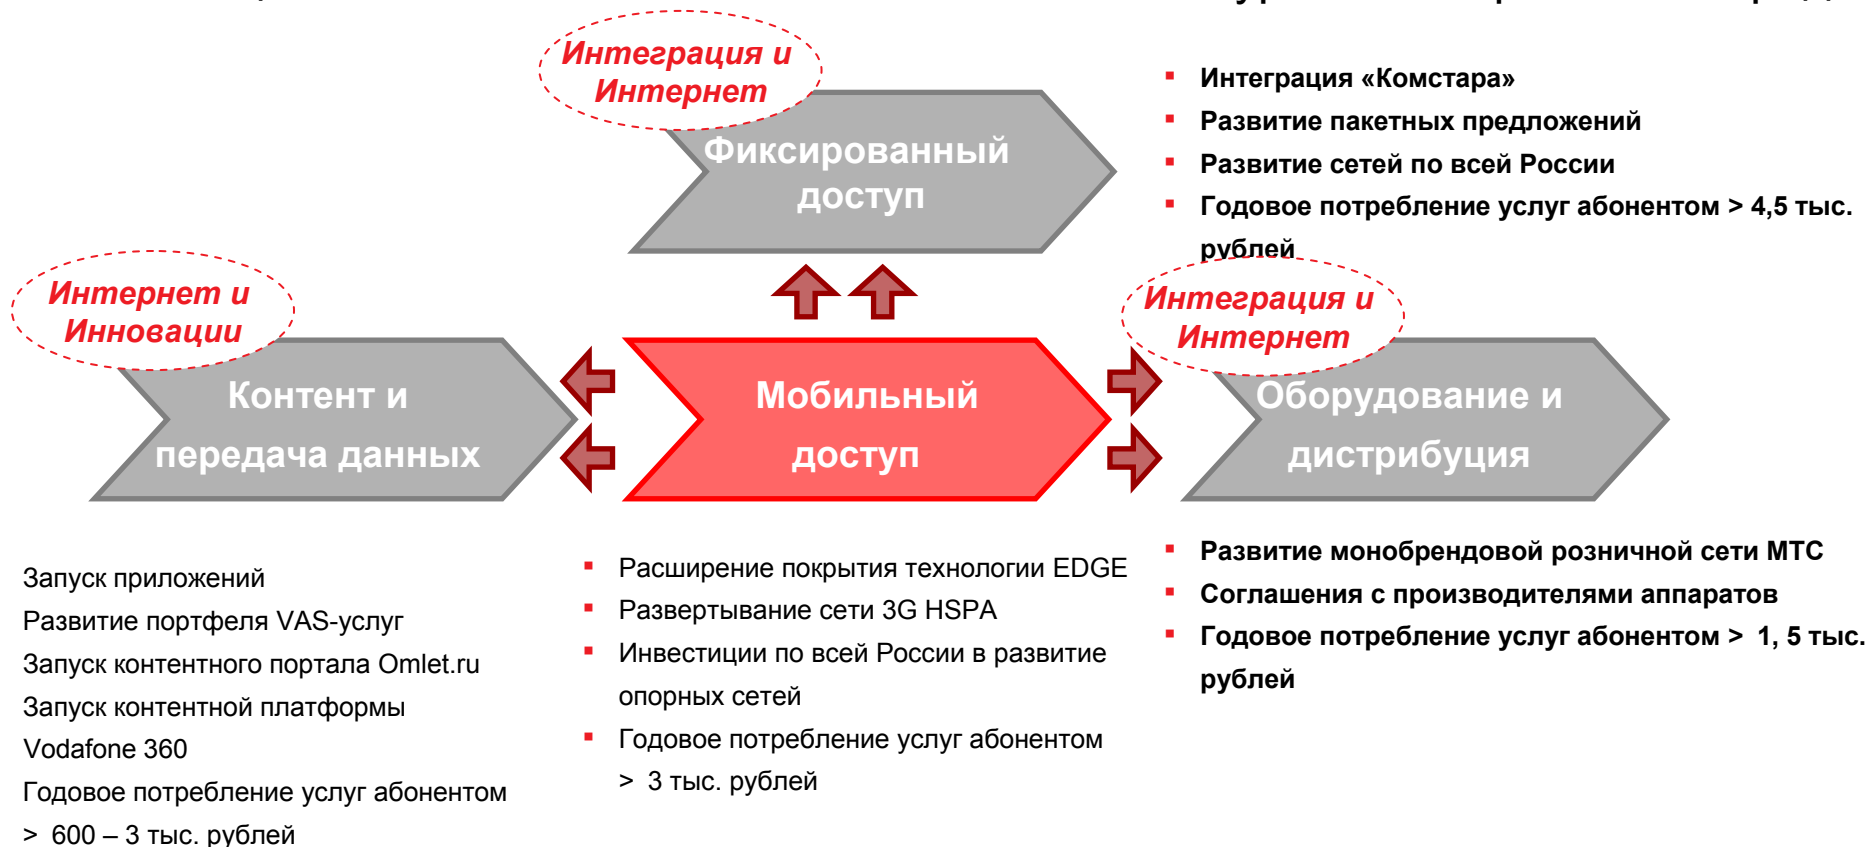 Интеграция и
Интернет
Фиксированный
доступ
▪ Интеграция «Комстара»
▪ Развитие пакетных предложений
▪ Развитие сетей по всей России
▪ Годовое потребление услуг абонентом > 4,5 тыс.
рублей
Интернет и
Инновации
Контент и
передача данных
Мобильный
доступ
Интеграция и
Интернет
Оборудование и
дистрибуция
Запуск приложений
Развитие портфеля VAS-услуг
Запуск контентного портала Omlet.ru
Запуск контентной платформы
Vodafone 360
Годовое потребление услуг абонентом
> 600 – 3 тыс. рублей
▪ Расширение покрытия технологии EDGE
▪ Развертывание сети 3G HSPA
▪ Инвестиции по всей России в развитие
опорных сетей
▪ Годовое потребление услуг абонентом
> 3 тыс. рублей
▪ Развитие монобрендовой розничной сети МТС
▪ Соглашения с производителями аппаратов
▪ Годовое потребление услуг абонентом > 1, 5 тыс.
рублей